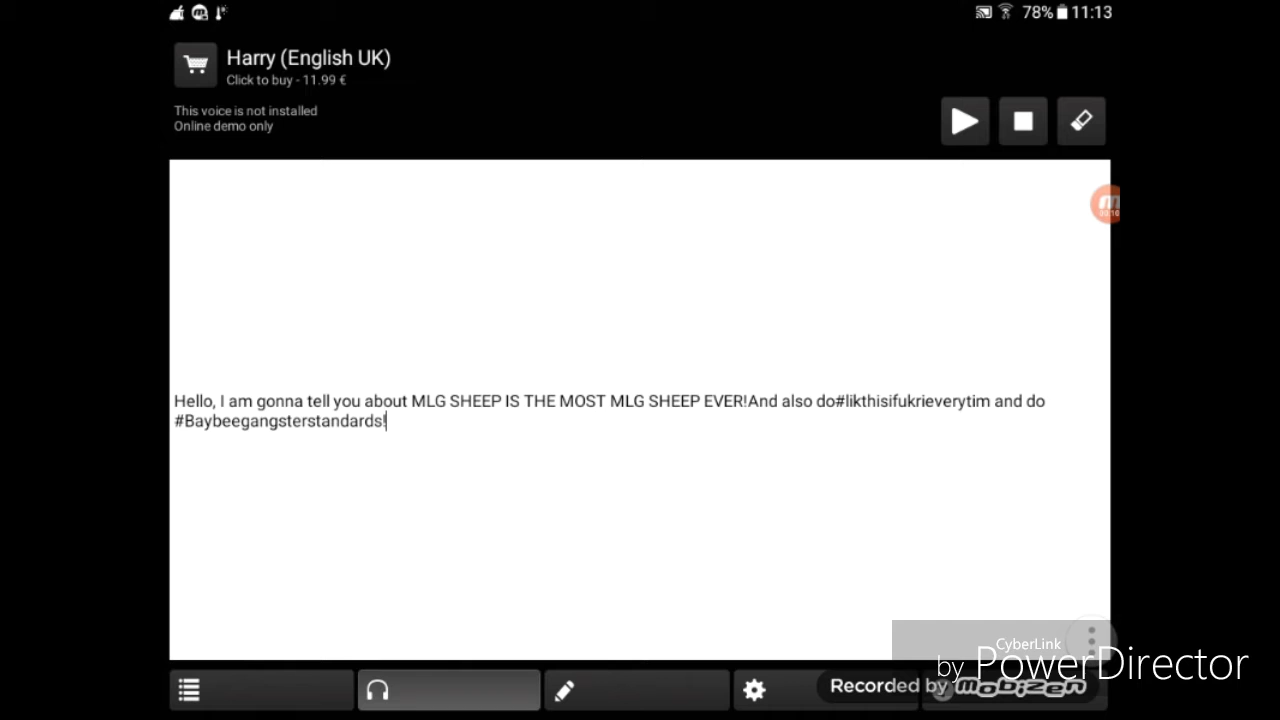 78% 11:13
Harry (English UK)
Click to buy - 11.99 €
This voice is not installed
Online demo only
00:10
Hello, I am gonna tell you about MLG SHEEP IS THE MOST MLG SHEEP EVER!And also do#likthisifukrieverytim and do
#Baybeegangsterstandards!
CyberLink
by PowerDirector
Recorded by mobizen